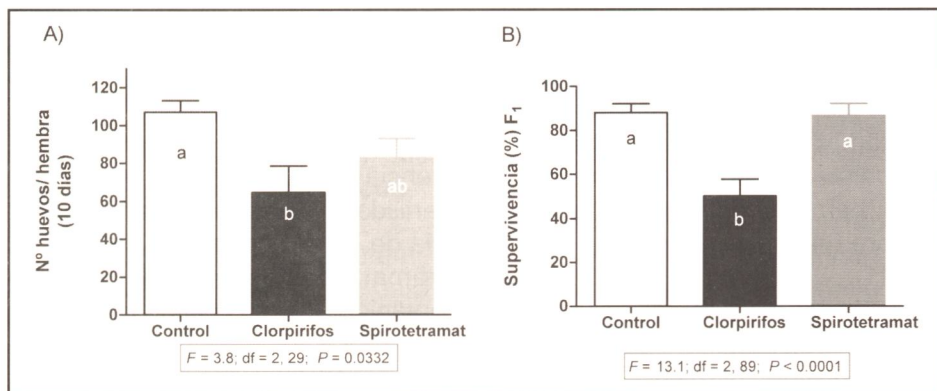 A)
Nº huevos/ hembra
(10 dias)
120
100
80
60
40
20
0
a
b
ab
Control Clorpirifos Spirotetramat
F = 3.8; df = 2, 29; P = 0.0332
B)
Supervivencia (%) F1
100
80
60
40
20
0
a
b
a
Control Clorpirifos Spirotetramat
F = 13.1; df = 2, 89; P < 0.0001